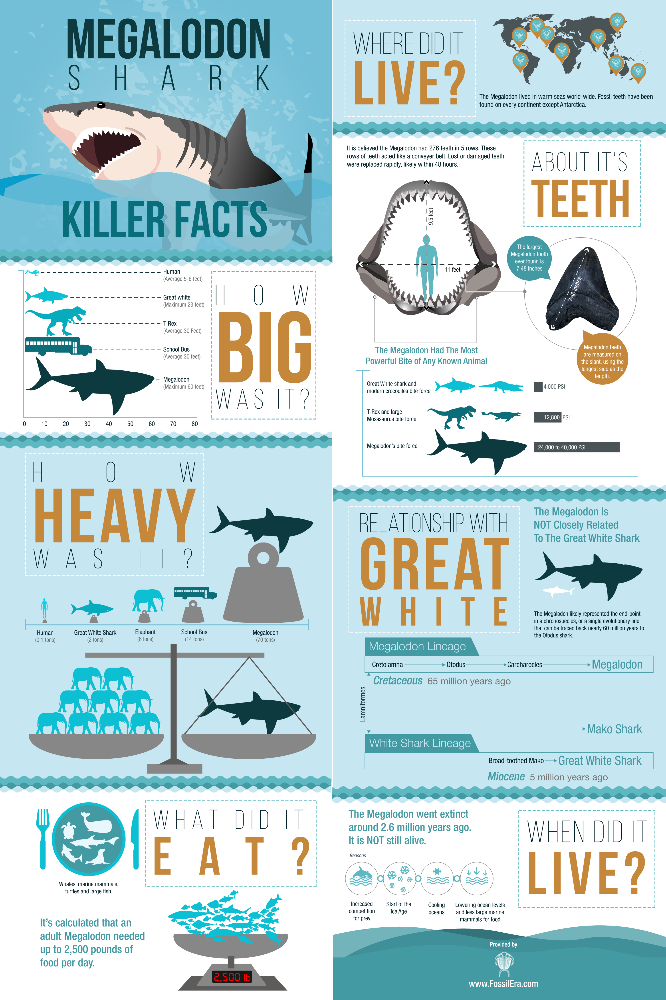 MEGALODON
SHARK
KILLER FACTS
Human
(Average 5-6 feet)
Great white
(Maximum 23 feet)
T Rex
(Average 30 Feet)
School Bus
(Average 30 feet)
Megalodon
(Maximum 60 feet)
0 10 20 30 40 50 60 70 80
HOW
BIG
WAS IT?
HOW
HEAVY
WAS IT?
Human
(0.1 tons)
Great White Shark
(2 tons)
Elephant
(6 tons)
School Bus
(14 tons)
Megalodon
(70 tons)
WHAT DID IT
EAT?
Whales, marine mammals,
turtles and large fish.
It's calculated that an
adult Megalodon needed
up to 2,500 pounds of
food per day.
2,500 lb
WHERE DID IT
LIVE?
The Megalodon lived in warm seas world-wide. Fossil teeth have been
found on every continent except Antarctica.
It is believed the Megalodon had 276 teeth in 5 rows. These
rows of teeth acted like a conveyer belt. Lost or damaged teeth
were replaced rapidly, likely within 48 hours.
ABOUT IT'S
TEETH
9.5 feet
11 feet
The largest
Megalodon tooth
ever found is
7.48 inches
7.48 inches
Megalodon teeth
are measured on
the slant, using the
longest side as the
length.
The Megalodon Had The Most
Powerful Bite of Any Known Animal
Great White shark and
modern crocodiles bite force
4,000 PSI
T-Rex and large
Mosasaurus bite force
12,800 PSI
Megalodon's bite force
24,000 to 40,000 PSI
RELATIONSHIP WITH
GREAT
WHITE
The Megalodon Is
NOT Closely Related
To The Great White Shark
The Megalodon likely represented the end-point
in a chronospecies, or a single evolutionary line
that can be traced back nearly 60 million years to
the Otodus shark.
Megalodon Lineage
Cretolamna Otodus Carcharocles Megalodon
Cretaceous 65 million years ago
Lamniformes
Mako Shark
White Shark Lineage
Broad-toothed Mako Great White Shark
Miocene 5 million years ago
The Megalodon went extinct
around 2.6 million years ago.
It is NOT still alive.
Reasons
Increased
competition
for prey
Start of the
Ice Age
Cooling
oceans
Lowering ocean levels
and less large marine
mammals for food
WHEN DID IT
LIVE?
Provided by
www.FossilEra.com